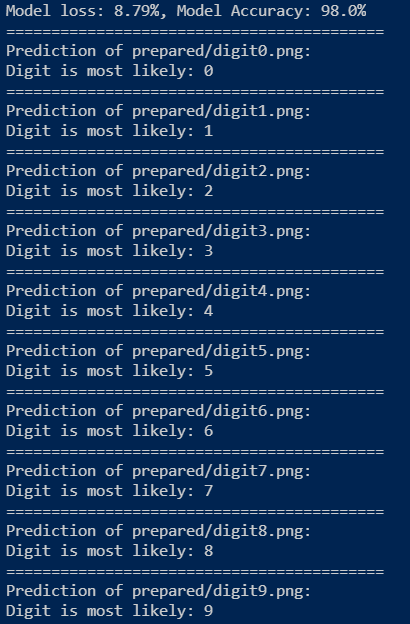 Model loss: 8.79%, Model Accuracy: 98.0%
==========================================
Prediction of prepared/digit0.png:
Digit is most likely: 0
==========================================
Prediction of prepared/digit1.png:
Digit is most likely: 1
==========================================
Prediction of prepared/digit2.png:
Digit is most likely: 2
==========================================
Prediction of prepared/digit3.png:
Digit is most likely: 3
==========================================
Prediction of prepared/digit4.png:
Digit is most likely: 4
==========================================
Prediction of prepared/digit5.png:
Digit is most likely: 5
==========================================
Prediction of prepared/digit6.png:
Digit is most likely: 6
==========================================
Prediction of prepared/digit7.png:
Digit is most likely: 7
==========================================
Prediction of prepared/digit8.png:
Digit is most likely: 8
==========================================
Prediction of prepared/digit9.png:
Digit is most likely: 9